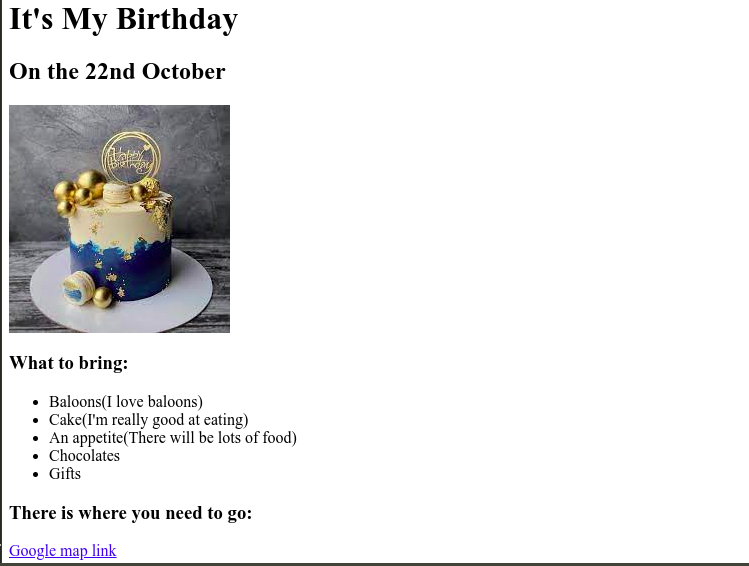 It's My Birthday
On the 22nd October
Happy
Birthday
What to bring:
Baloons(I love baloons)
Cake(I'm really good at eating)
An appetite(There will be lots of food)
Chocolates
Gifts
There is where you need to go:
Google map link